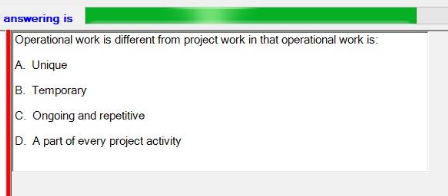 answering is
Operational work is different from project work in that operational work is:
A. Unique
B. Temporary
C. Ongoing and repetitive
D. A part of every project activity